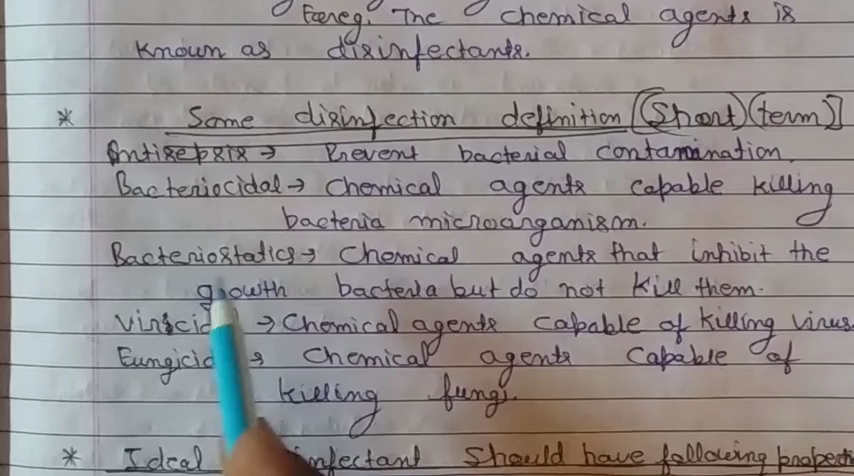 Foreg. The chemical agents is
Known as disinfectants.
* Some disinfection definition [(Short)(term]
Antisepsis → Prevent bacterial contamination.
Bacteriocidal → Chemical agents capable killing
bacteria microorganism.
Bacteriostatics → Chemical agents that inhibit the
growth bacteria but do not kill them.
→ Chemical agents capable of killing virus
Chemical agents capable of
killing fungi.
* Ideal should have following